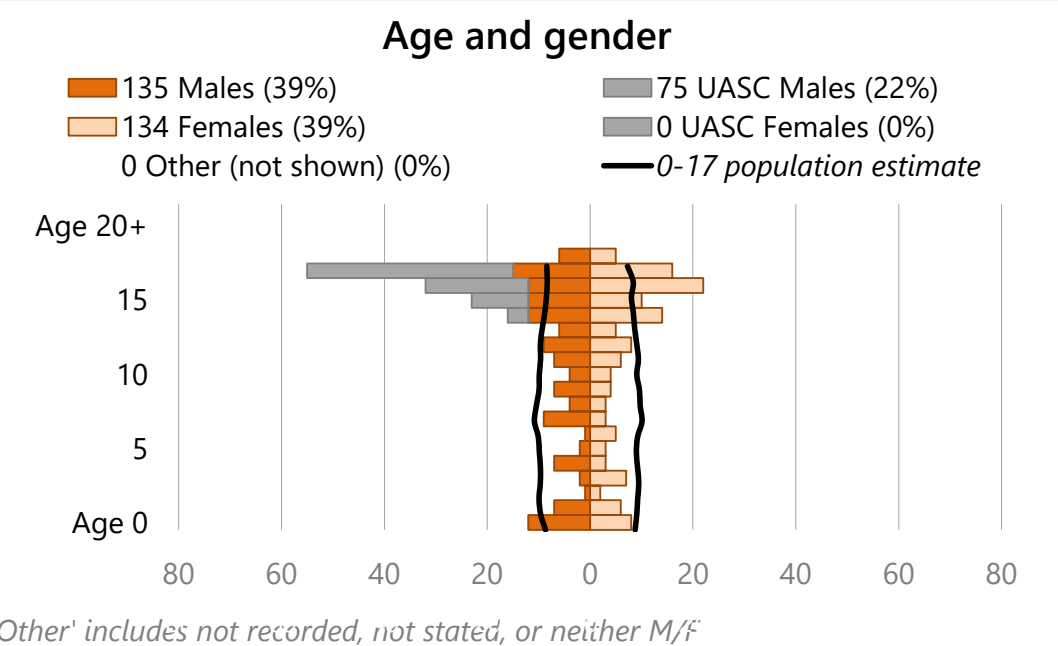 Age and gender
135 Males (39%)
75 UASC Males (22%)
134 Females (39%)
0 UASC Females (0%)
0 Other (not shown) (0%)
0-17 population estimate
Age 20+
15
10
5
Age 0
80 60 40 20 0 20 40 60 80
Other' includes not recorded, not stated, or neither M/F